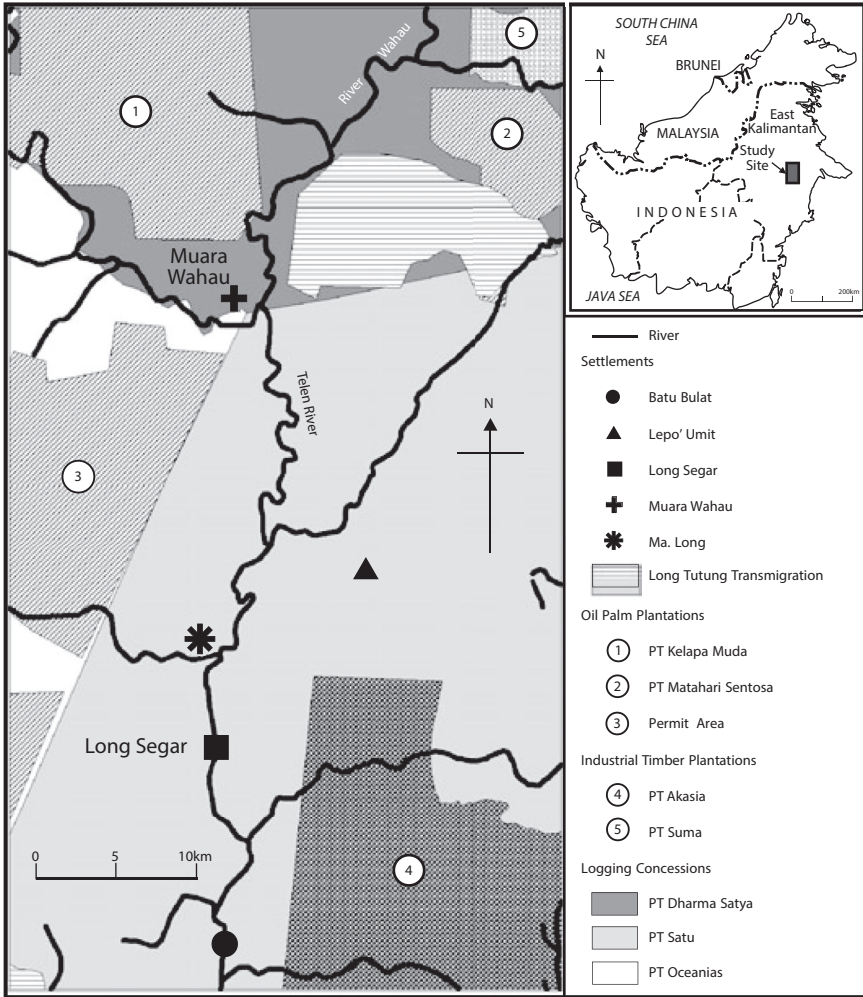 5
River Wahau
1
2
Muara
Wahau
Telen River
N
3
Long Segar
0 5 10km
4
SOUTH CHINA
SEA
N
BRUNEI
East
Kalimantan
MALAYSIA
Study
Site
INDONESIA
JAVA SEA
0 200km
River
Settlements
Batu Bulat
Lepo' Umit
Long Segar
Muara Wahau
Ma. Long
Long Tutung Transmigration
Oil Palm Plantations
1 PT Kelapa Muda
2 PT Matahari Sentosa
3 Permit Area
Industrial Timber Plantations
4 PT Akasia
5 PT Suma
Logging Concessions
PT Dharma Satya
PT Satu
PT Oceanias